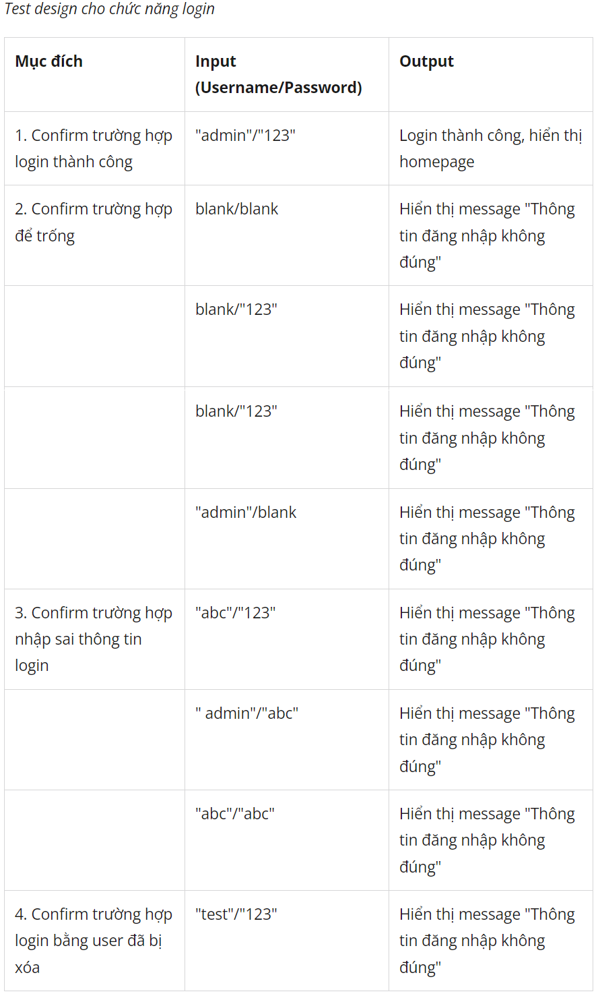 Test design cho chức năng login
Mục đích
Input
(Username/Password)
Output
1. Confirm trường hợp
login thành công
"admin"/"123"
Login thành công, hiển thị
homepage
2. Confirm trường hợp
để trống
blank/blank
Hiển thị message "Thông
tin đăng nhập không
đúng"
blank/"123"
Hiển thị message "Thông
tin đăng nhập không
đúng"
blank/"123"
Hiển thị message "Thông
tin đăng nhập không
đúng"
"admin"/blank
Hiển thị message "Thông
tin đăng nhập không
đúng"
3. Confirm trường hợp
nhập sai thông tin
login
"abc"/"123"
Hiển thị message "Thông
tin đăng nhập không
đúng"
" admin"/"abc"
Hiển thị message "Thông
tin đăng nhập không
đúng"
"abc"/"abc"
Hiển thị message "Thông
tin đăng nhập không
đúng"
4. Confirm trường hợp
login bằng user đã bị
xóa
"test"/"123"
Hiển thị message "Thông
tin đăng nhập không
đúng"